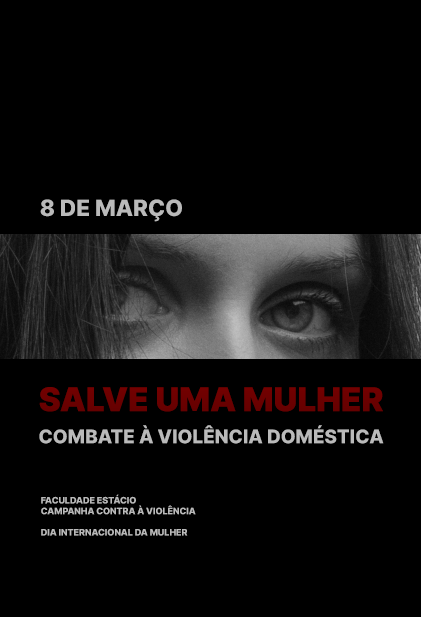 8 DE MARÇO
SALVE UMA MULHER
COMBATE À VIOLÊNCIA DOMÉSTICA
FACULDADE ESTÁCIO
CAMPANHA CONTRA À VIOLÊNCIA
DIA INTERNACIONAL DA MULHER